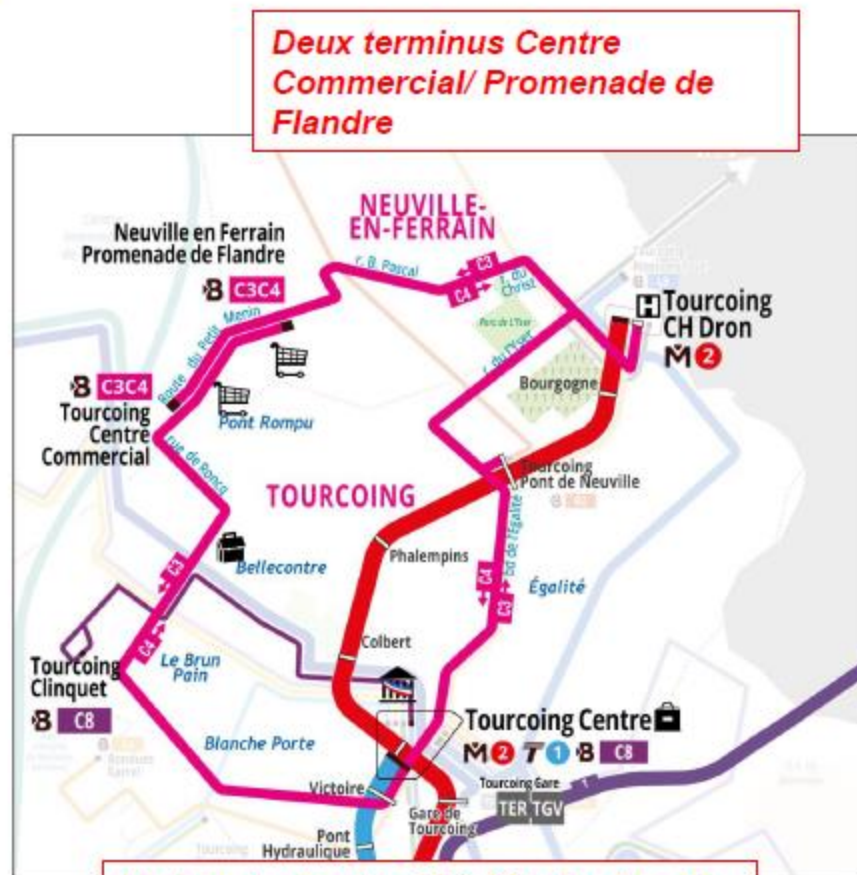 Deux terminus Centre
Commercial/ Promenade de
Flandre
NEUVILLE-
EN-FERRAIN
Neuville en Ferrain
Promenade de Flandre
B C3C4
r. B. Pascal
C3
C4
r. du
Christ
Parc de L'Yser
r. du l'Yser
H Tourcoing
CH Dron
M 2
Route du Petit Menin
B C3C4
Tourcoing
Centre
Commercial
Pont Rompu
Bourgogne
rue de Roncq
TOURCOING
Tourcoing
Pont de Neuville
bd de l'Egalité
Phalempins
Bellecontre
C3
C4
C4
C3
Égalité
Colbert
Le Brun
Pain
Tourcoing
Clinquet
B C8
Blanche Porte
Tourcoing Centre
M 2 T 1 B C8
Victoire
Tourcoing Gare
TER TGV
Gare de
Tourcoing
Pont
Hydraulique